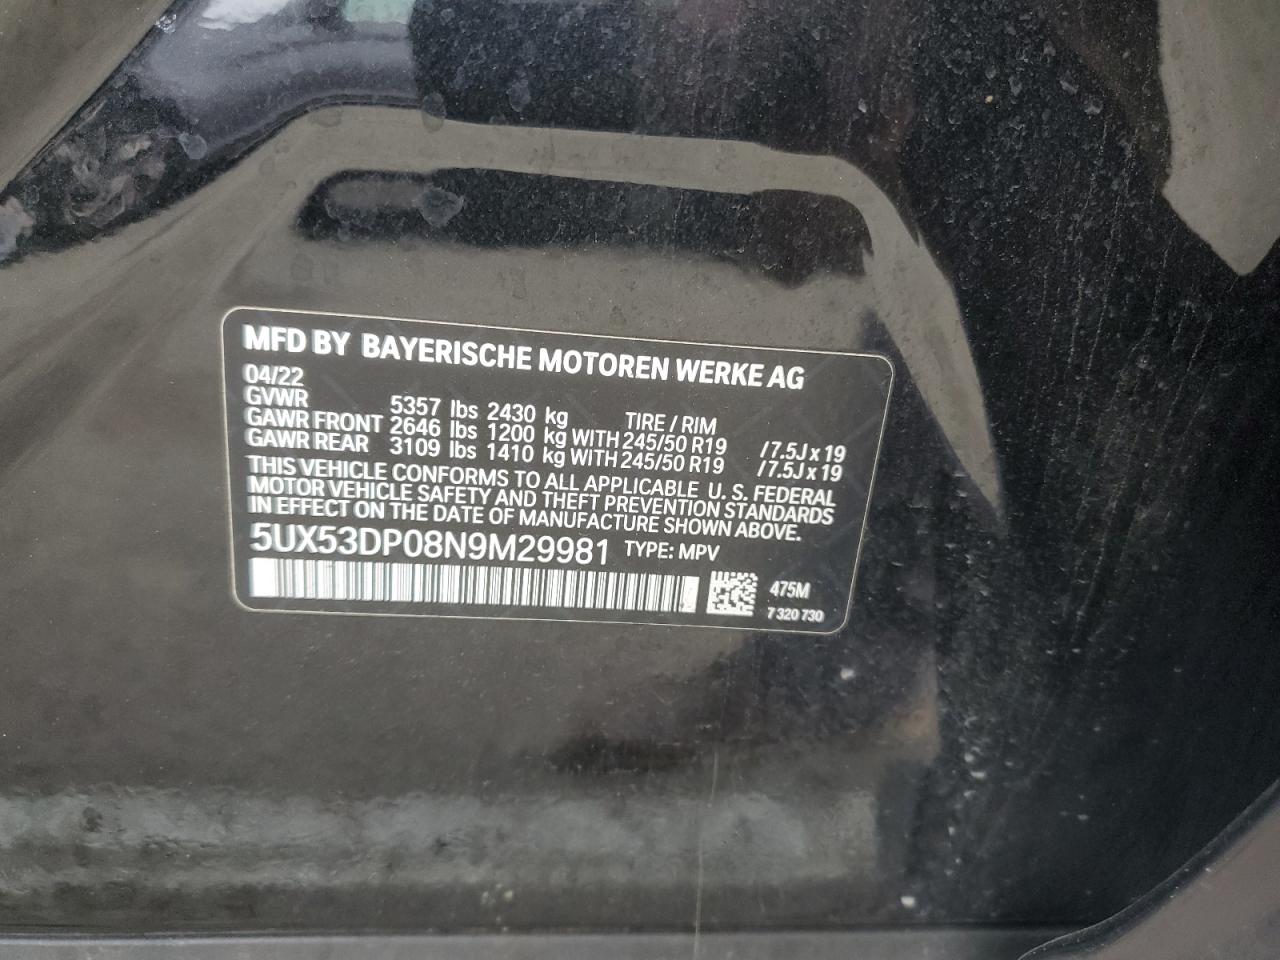 MFD BY BAYERISCHE MOTOREN WERKE AG
04/22
GVWR 5357 lbs 2430 kg TIRE / RIM
GAWR FRONT 2646 lbs 1200 kg WITH 245/50 R19 /7.5J x 19
GAWR REAR 3109 lbs 1410 kg WITH 245/50 R19 /7.5J x 19
THIS VEHICLE CONFORMS TO ALL APPLICABLE U. S. FEDERAL
MOTOR VEHICLE SAFETY AND THEFT PREVENTION STANDARDS
IN EFFECT ON THE DATE OF MANUFACTURE SHOWN ABOVE.
5UX53DP08N9M29981 TYPE: MPV
475M
7 320 730